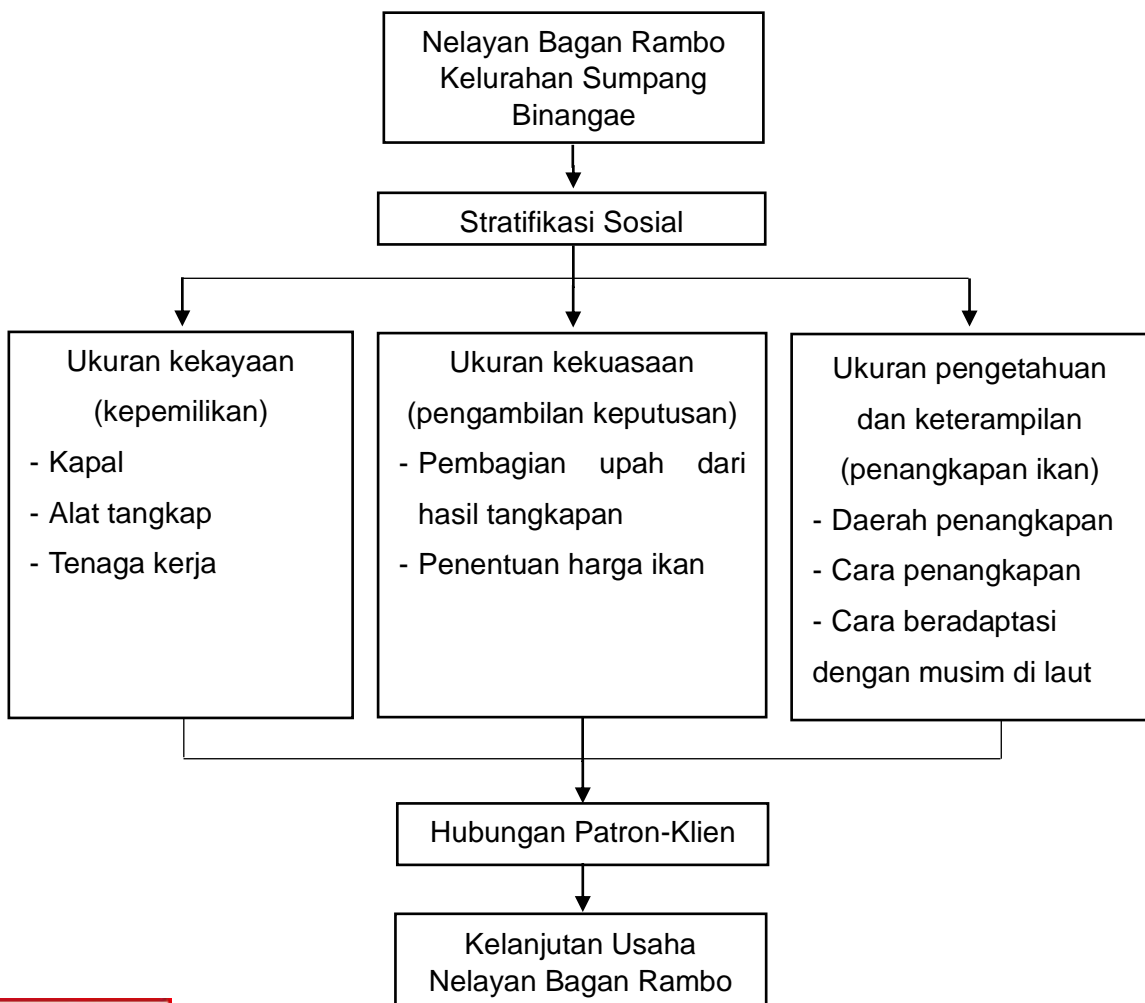 Nelayan Bagan Rambo
Kelurahan Sumpang
Binangae
Stratifikasi Sosial
Ukuran kekayaan
(kepemilikan)
- Kapal
- Alat tangkap
- Tenaga kerja
Ukuran kekuasaan
(pengambilan keputusan)
- Pembagian upah dari
hasil tangkapan
- Penentuan harga ikan
Ukuran pengetahuan
dan keterampilan
(penangkapan ikan)
- Daerah penangkapan
- Cara penangkapan
- Cara beradaptasi
dengan musim di laut
Hubungan Patron-Klien
Kelanjutan Usaha
Nelayan Bagan Rambo